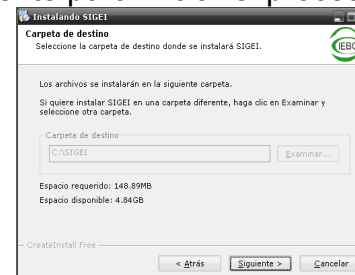 Instalando SIGEI
Carpeta de destino
Seleccione la carpeta de destino donde se instalará SIGEI.
IEBC
Los archivos se instalarán en la siguiente carpeta.
Si quiere instalar SIGEI en una carpeta diferente, haga clic en Examinar y
seleccione otra carpeta.
Carpeta de destino
C:\SIGEI
Examinar...
Espacio requerido: 148.89MB
Espacio disponible: 4.84GB
CreateInstall Free
< Atrás
Siguiente >
Cancelar